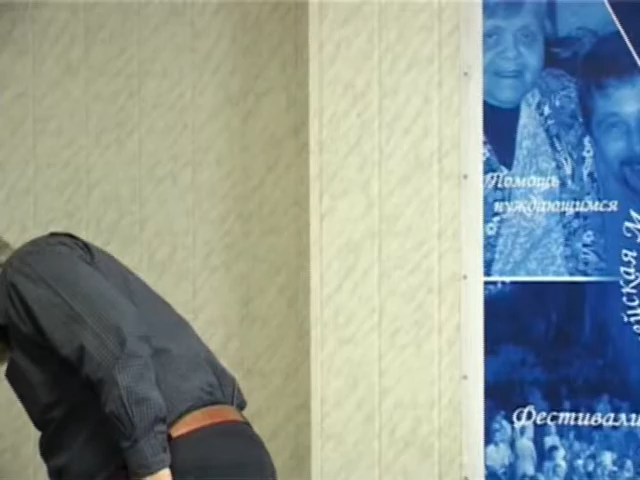 Помощь
нуждающимся
Фестивали